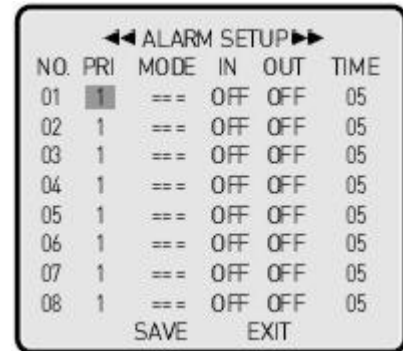 ◀◀ ALARM SETUP ▶▶
NO. PRI MODE IN OUT TIME
01 1 === OFF OFF 05
02 1 === OFF OFF 05
03 1 === OFF OFF 05
04 1 === OFF OFF 05
05 1 === OFF OFF 05
06 1 === OFF OFF 05
07 1 === OFF OFF 05
08 1 === OFF OFF 05
SAVE EXIT